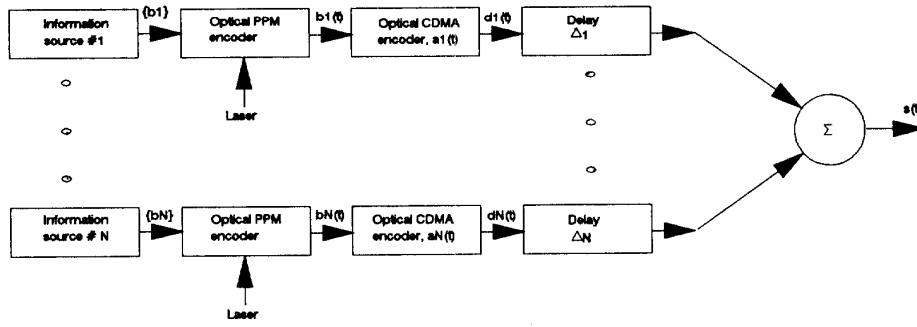 Information source #1
{b1}
Optical PPM encoder
b1(t)
Optical CDMA encoder, a1(t)
d1(t)
Delay Δ1
Laser
Σ
s(t
Information source # N
{bN}
Optical PPM encoder
bN(t)
Optical CDMA encoder, aN(t)
dN(t)
Delay ΔN
Laser